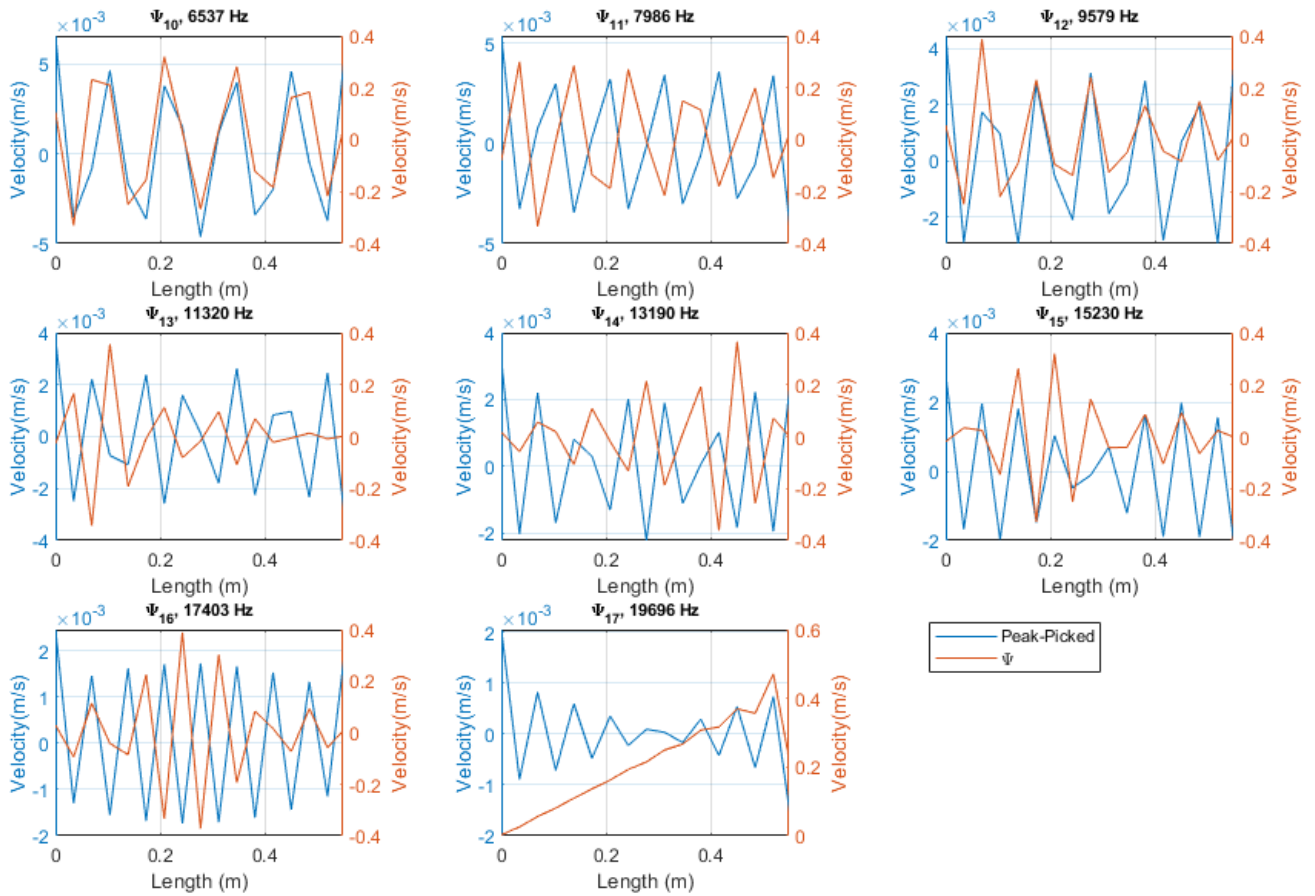 ×10⁻³ Ψ₁₀, 6537 Hz
Velocity(m/s)
5
0
-5
0.4
0.2
0
-0.2
-0.4
Velocity(m/s)
0 0.2 0.4
Length (m)
×10⁻³ Ψ₁₁, 7986 Hz
Velocity(m/s)
5
0
-5
0.4
0.2
0
-0.2
-0.4
Velocity(m/s)
0 0.2 0.4
Length (m)
×10⁻³ Ψ₁₂, 9579 Hz
Velocity(m/s)
4
2
0
-2
0.4
0.2
0
-0.2
-0.4
Velocity(m/s)
0 0.2 0.4
Length (m)
×10⁻³ Ψ₁₃, 11320 Hz
Velocity(m/s)
4
2
0
-2
-4
0.4
0.2
0
-0.2
-0.4
Velocity(m/s)
0 0.2 0.4
Length (m)
×10⁻³ Ψ₁₄, 13190 Hz
Velocity(m/s)
4
2
0
-2
0.4
0.2
0
-0.2
-0.4
Velocity(m/s)
0 0.2 0.4
Length (m)
×10⁻³ Ψ₁₅, 15230 Hz
Velocity(m/s)
4
2
0
-2
0.4
0.2
0
-0.2
-0.4
Velocity(m/s)
0 0.2 0.4
Length (m)
×10⁻³ Ψ₁₆, 17403 Hz
Velocity(m/s)
2
1
0
-1
-2
0.4
0.2
0
-0.2
-0.4
Velocity(m/s)
0 0.2 0.4
Length (m)
×10⁻³ Ψ₁₇, 19696 Hz
Velocity(m/s)
2
1
0
-1
-2
0.6
0.4
0.2
0
Velocity(m/s)
0 0.2 0.4
Length (m)
Peak-Picked
Ψ